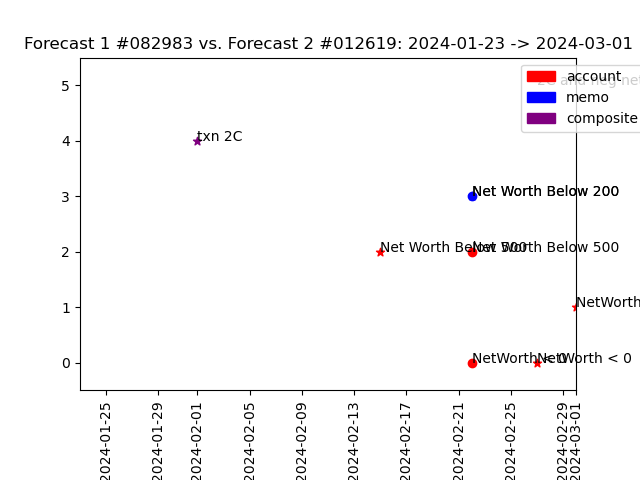 Forecast 1 #082983 vs. Forecast 2 #012619: 2024-01-23 -> 2024-03-01
5
4
3
2
1
0
account
memo
composite
2C and neg net
txn 2C
Net Worth Below 200
Net Worth Below 500
Net Worth Below 500
NetWorth
NetWorth < 0
NetWorth < 0
2024-01-25
2024-01-29
2024-02-01
2024-02-05
2024-02-09
2024-02-13
2024-02-17
2024-02-21
2024-02-25
2024-02-29
2024-03-01